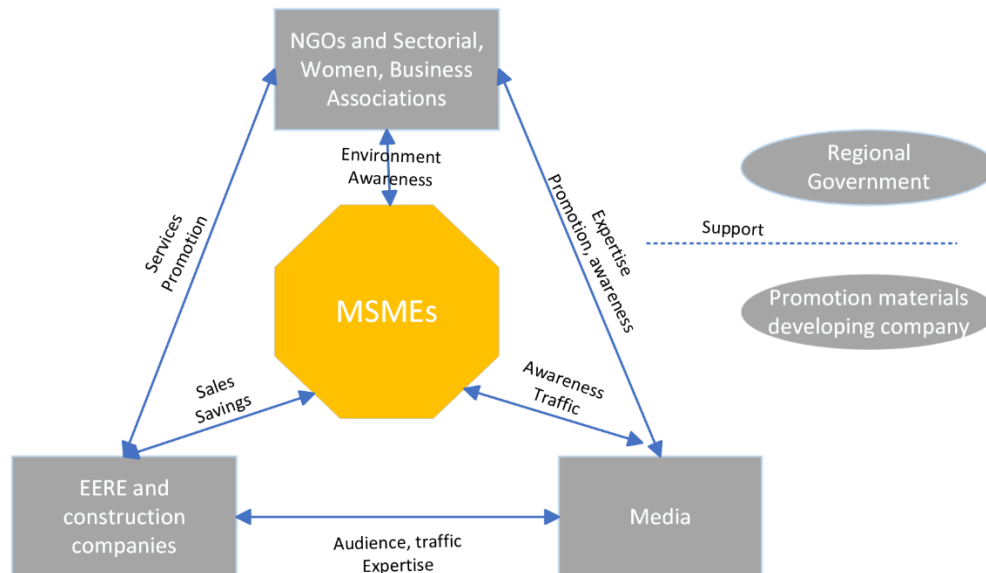 NGOs and Sectorial,
Women, Business
Associations
Environment
Awareness
Services
Promotion
Expertise
Promotion, awareness
Regional
Government
Support
MSMEs
Promotion materials
developing company
Sales
Savings
Awareness
Traffic
EERE and
construction
companies
Media
Audience, traffic
Expertise